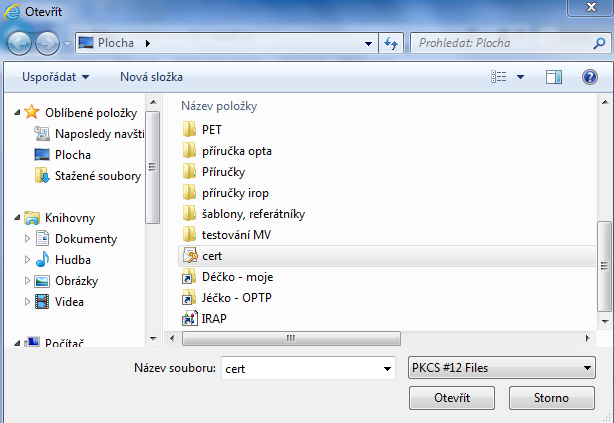 Otevřít
Plocha
Prohledat: Plocha
Uspořádat
Nová složka
Oblíbené položky
Naposledy navští
Plocha
Stažené soubory
Knihovny
Dokumenty
Hudba
Obrázky
Videa
Počítač
Název položky
PET
příručka opta
Příručky
příručky irop
šablony, referátníky
testování MV
cert
Déčko - moje
Jéčko - OPTP
IRAP
Název souboru:
cert
PKCS #12 Files
Otevřít
Storno